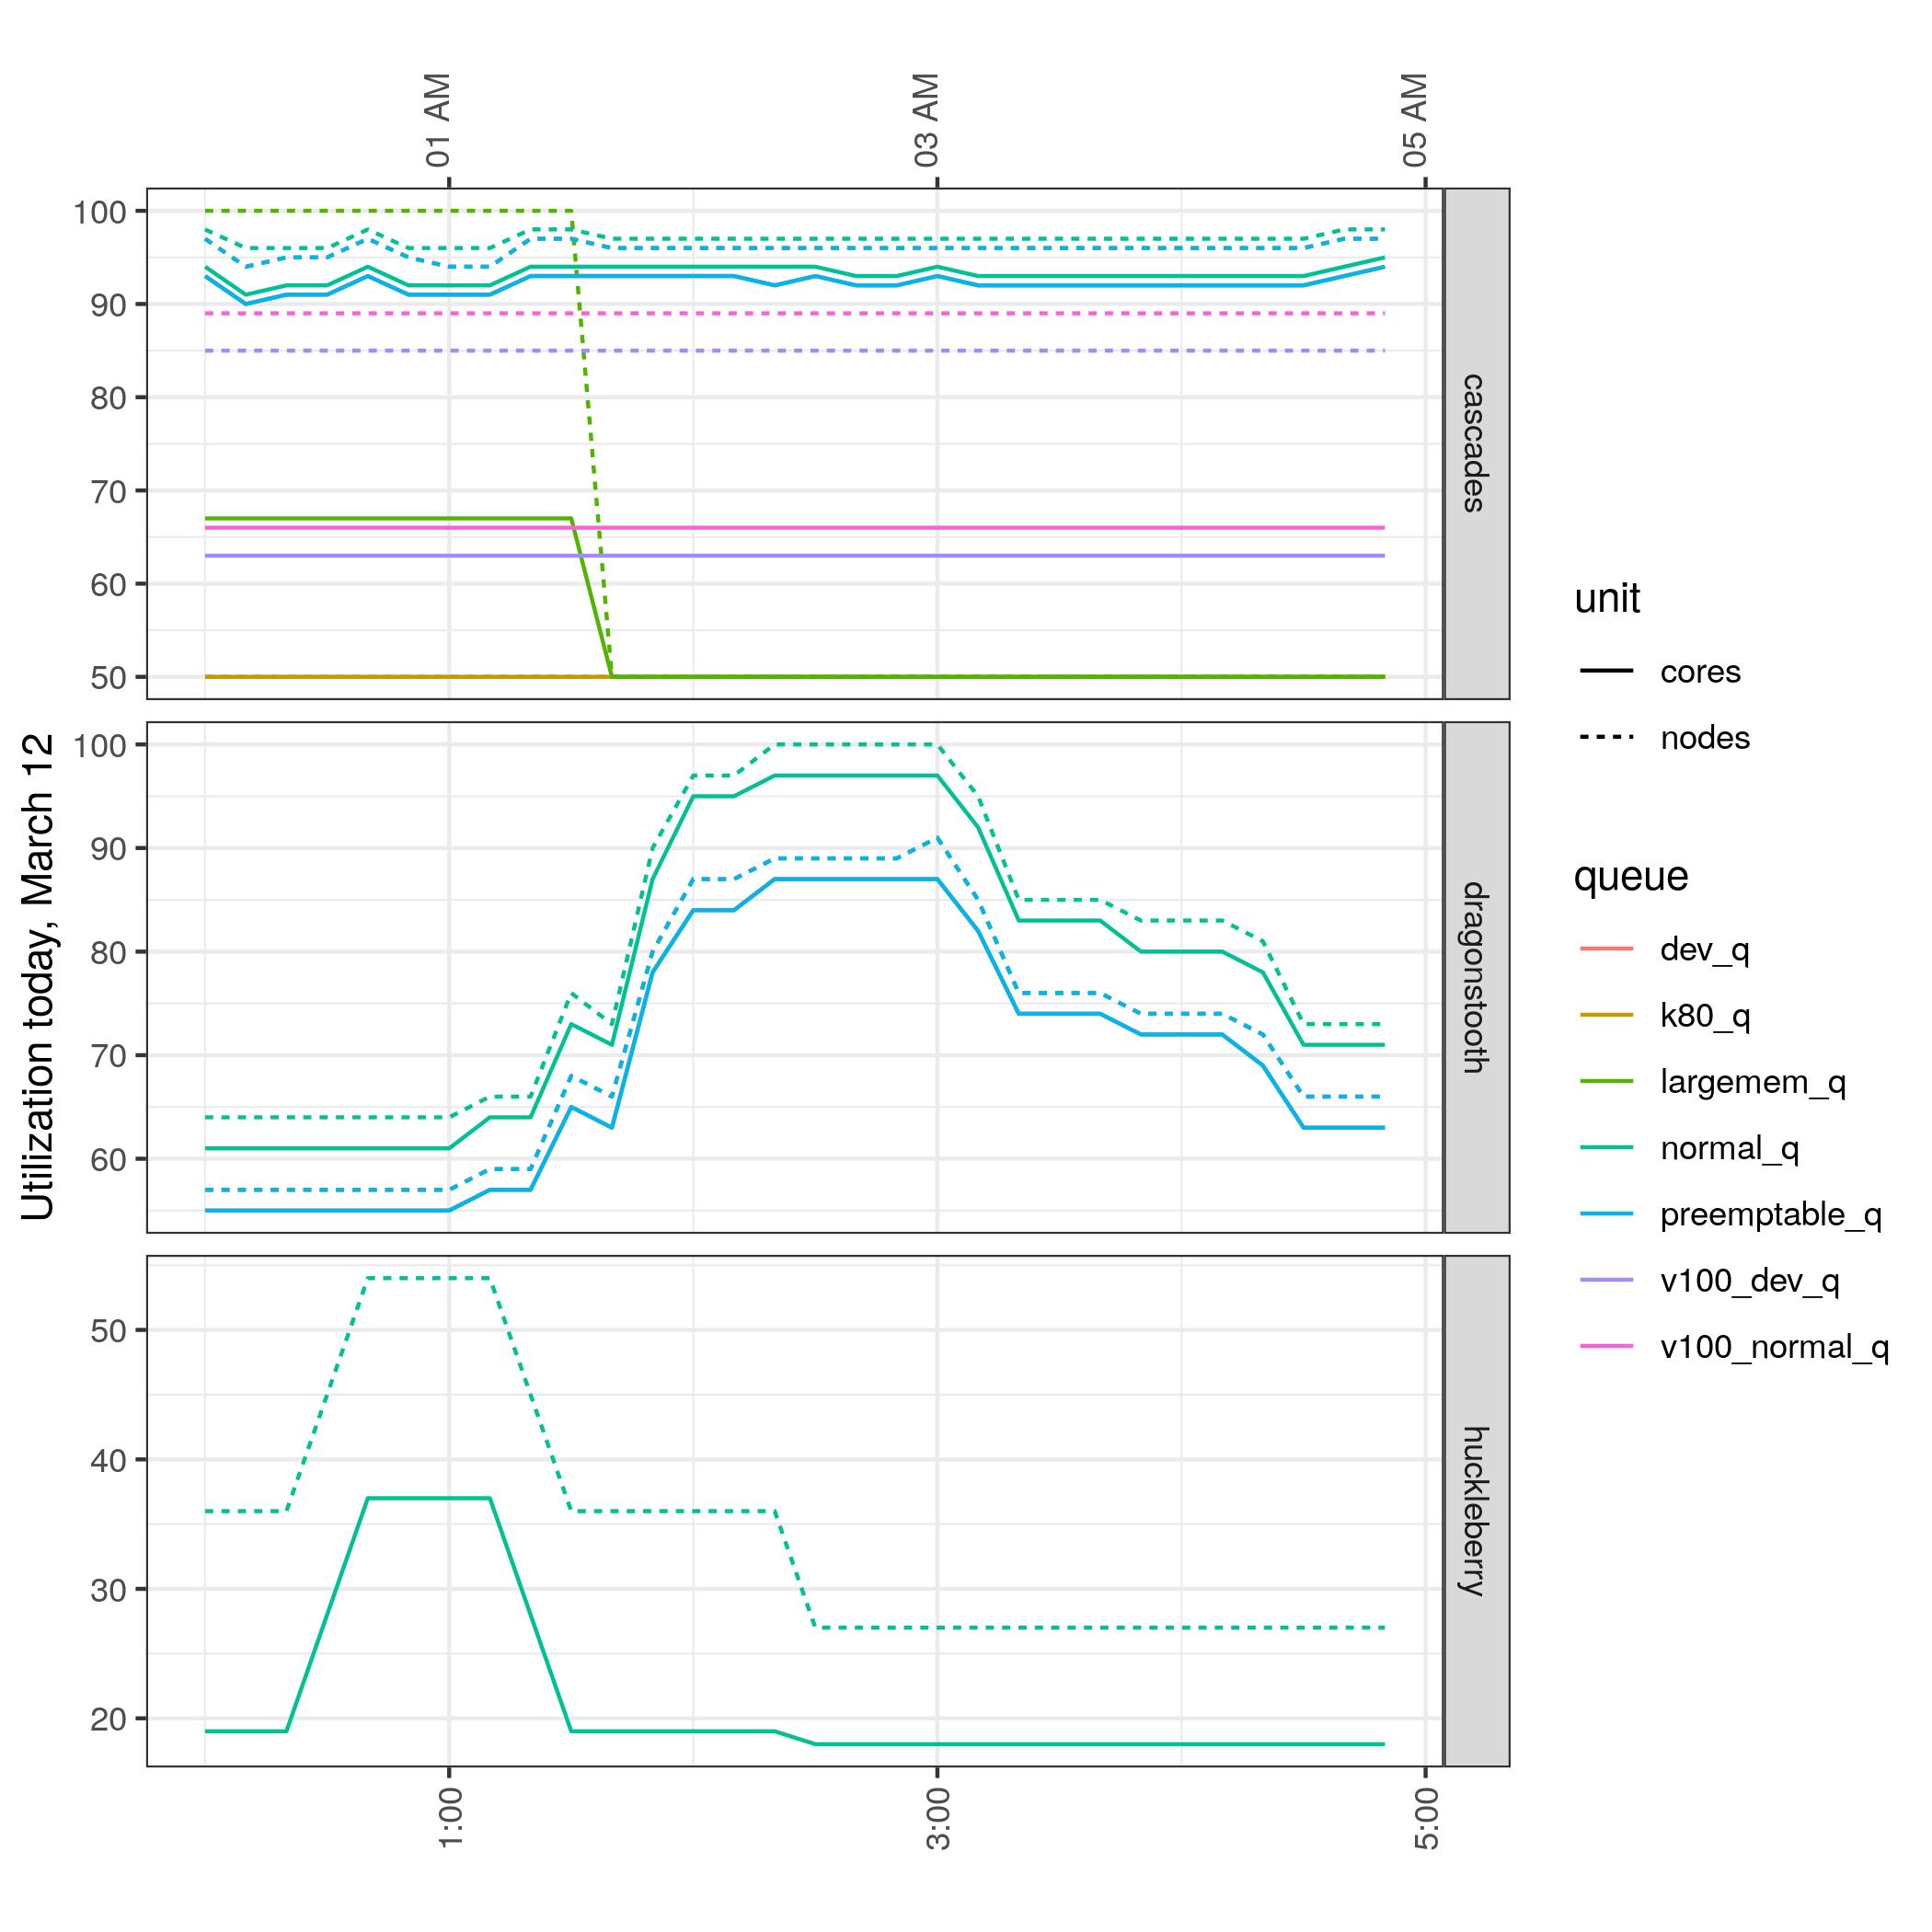 01 AM
03 AM
05 AM
Utilization today, March 12
100
90
80
70
60
50
cascades
100
90
80
70
60
dragonstooth
50
40
30
20
huckleberry
1:00
3:00
5:00
unit
cores
nodes
queue
dev_q
k80_q
largemem_q
normal_q
preemptable_q
v100_dev_q
v100_normal_q